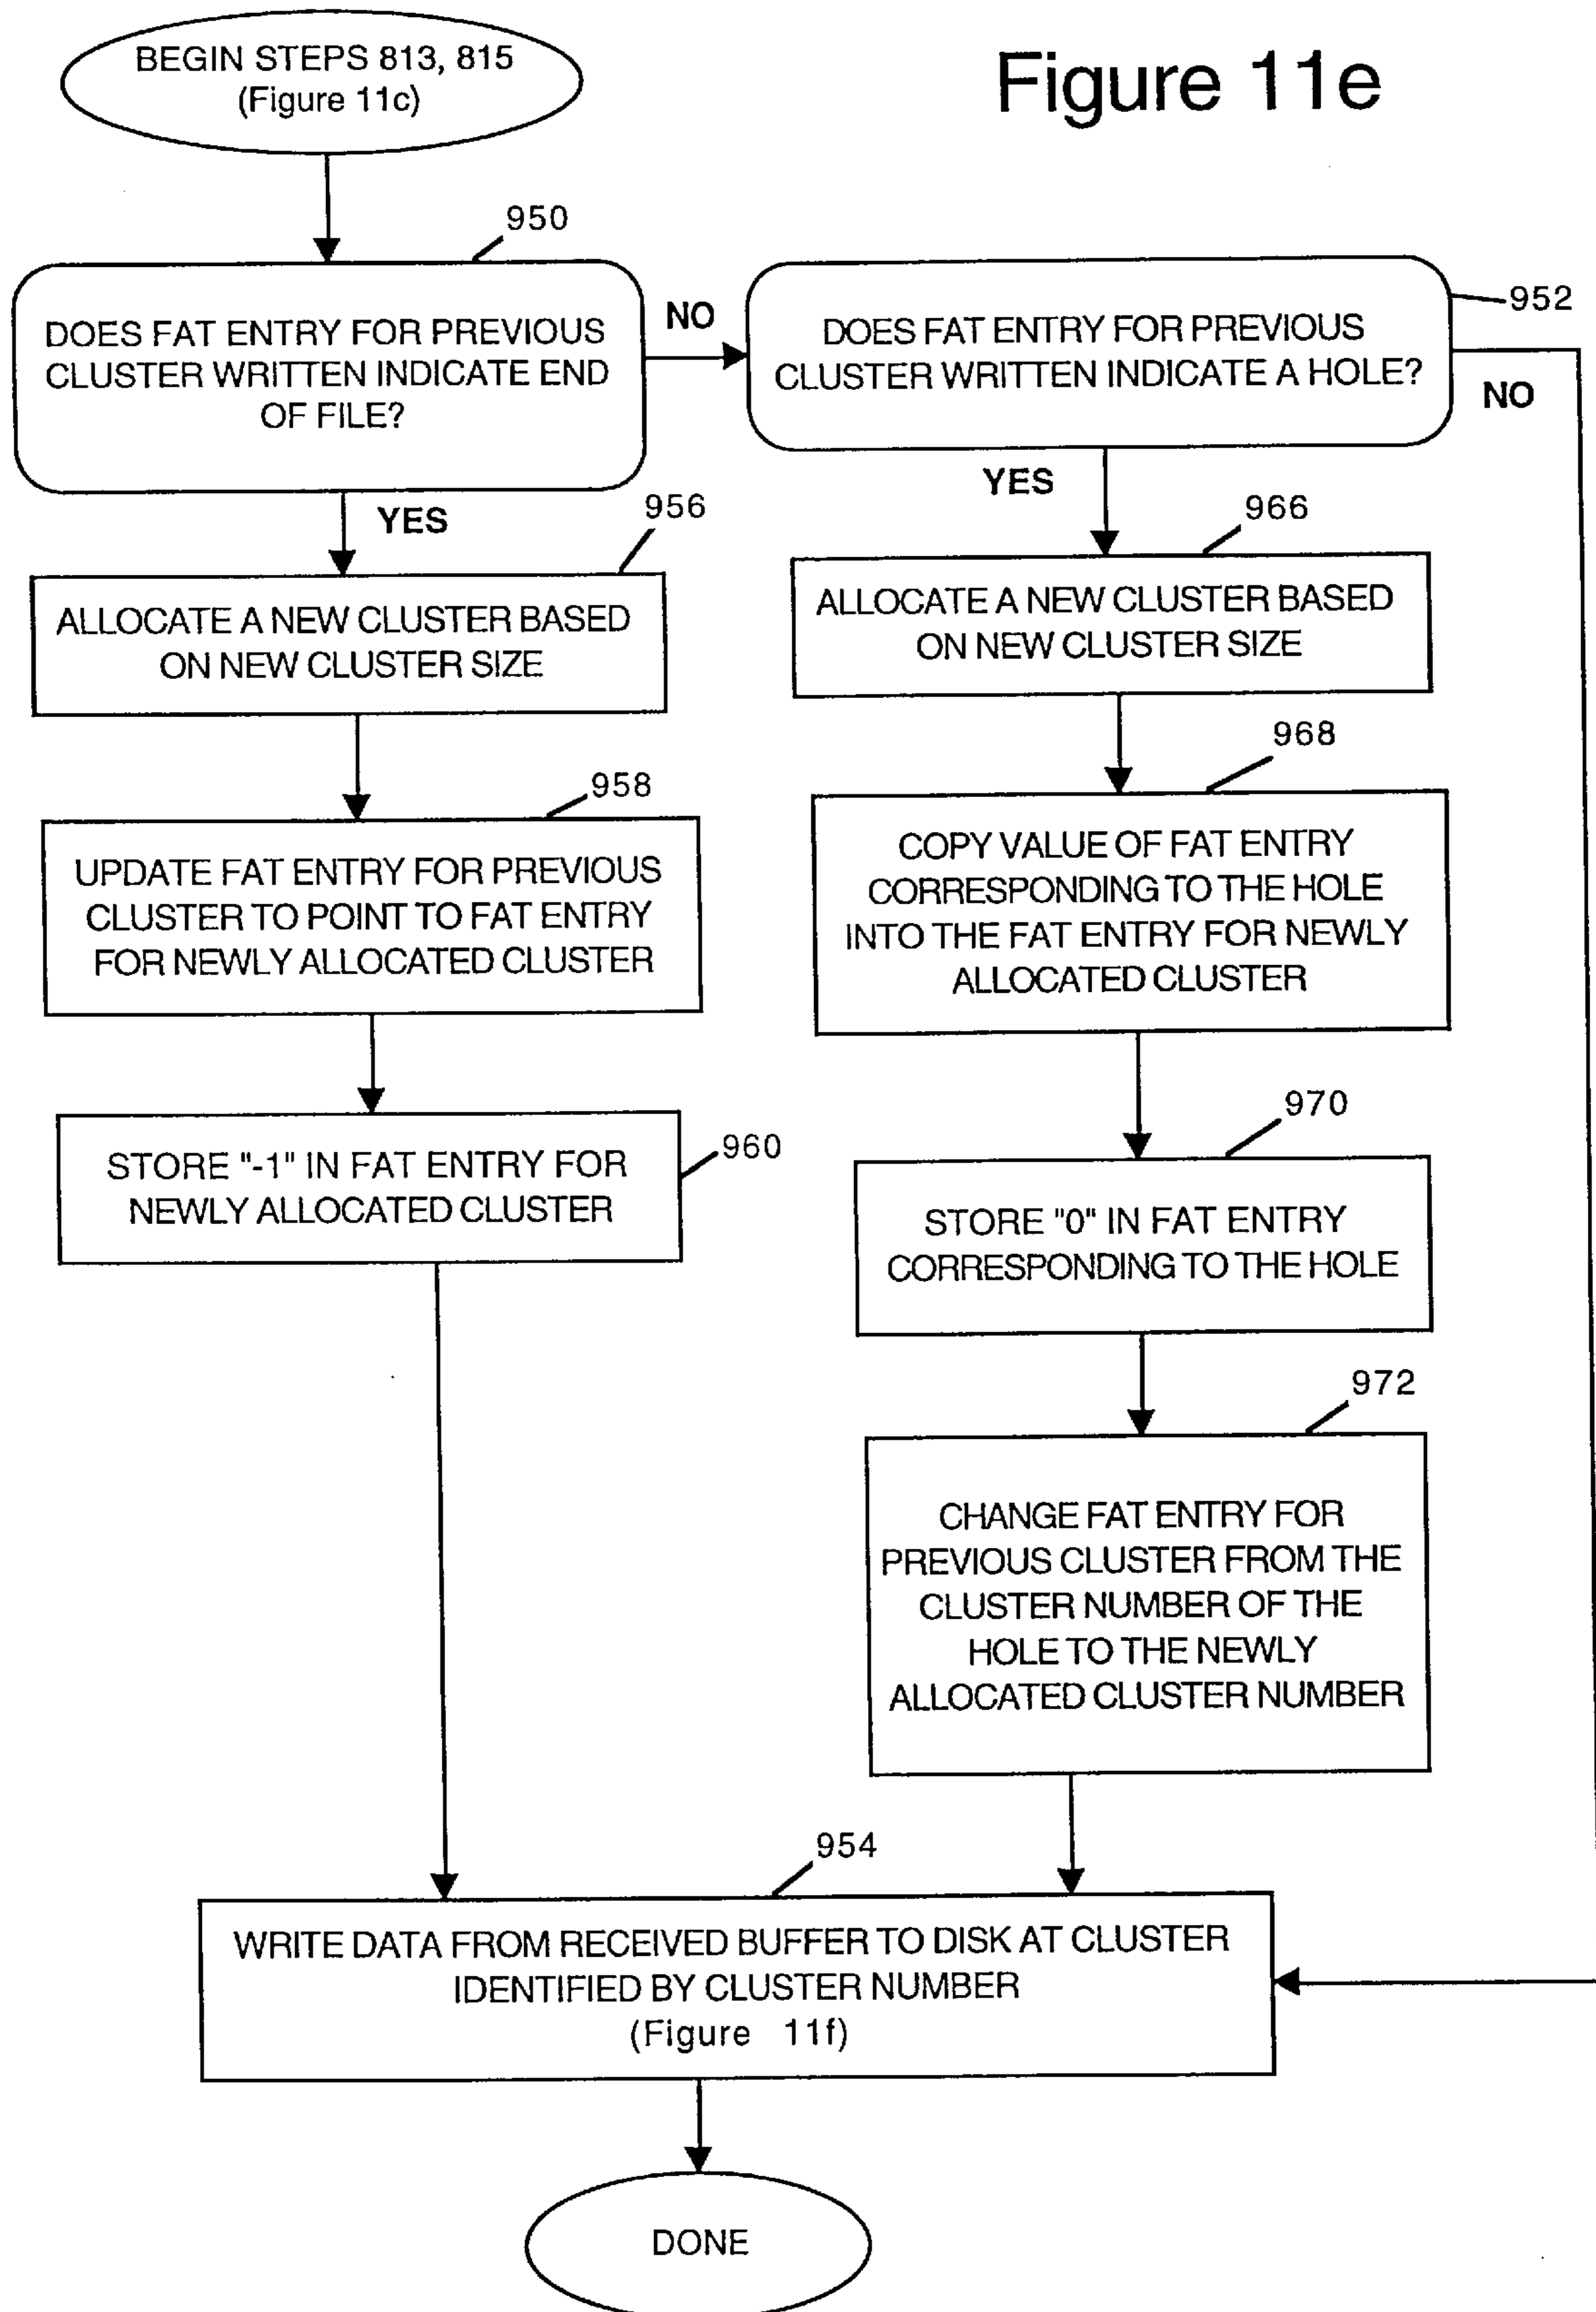 BEGIN STEPS 813, 815
(Figure 11c)
Figure 11e
950
DOES FAT ENTRY FOR PREVIOUS
CLUSTER WRITTEN INDICATE END
OF FILE?
NO
952
DOES FAT ENTRY FOR PREVIOUS
CLUSTER WRITTEN INDICATE A HOLE?
NO
YES
956
ALLOCATE A NEW CLUSTER BASED
ON NEW CLUSTER SIZE
YES
966
ALLOCATE A NEW CLUSTER BASED
ON NEW CLUSTER SIZE
958
UPDATE FAT ENTRY FOR PREVIOUS
CLUSTER TO POINT TO FAT ENTRY
FOR NEWLY ALLOCATED CLUSTER
968
COPY VALUE OF FAT ENTRY
CORRESPONDING TO THE HOLE
INTO THE FAT ENTRY FOR NEWLY
ALLOCATED CLUSTER
960
STORE "-1" IN FAT ENTRY FOR
NEWLY ALLOCATED CLUSTER
970
STORE "0" IN FAT ENTRY
CORRESPONDING TO THE HOLE
972
CHANGE FAT ENTRY FOR
PREVIOUS CLUSTER FROM THE
CLUSTER NUMBER OF THE
HOLE TO THE NEWLY
ALLOCATED CLUSTER NUMBER
954
WRITE DATA FROM RECEIVED BUFFER TO DISK AT CLUSTER
IDENTIFIED BY CLUSTER NUMBER
(Figure 11f)
DONE